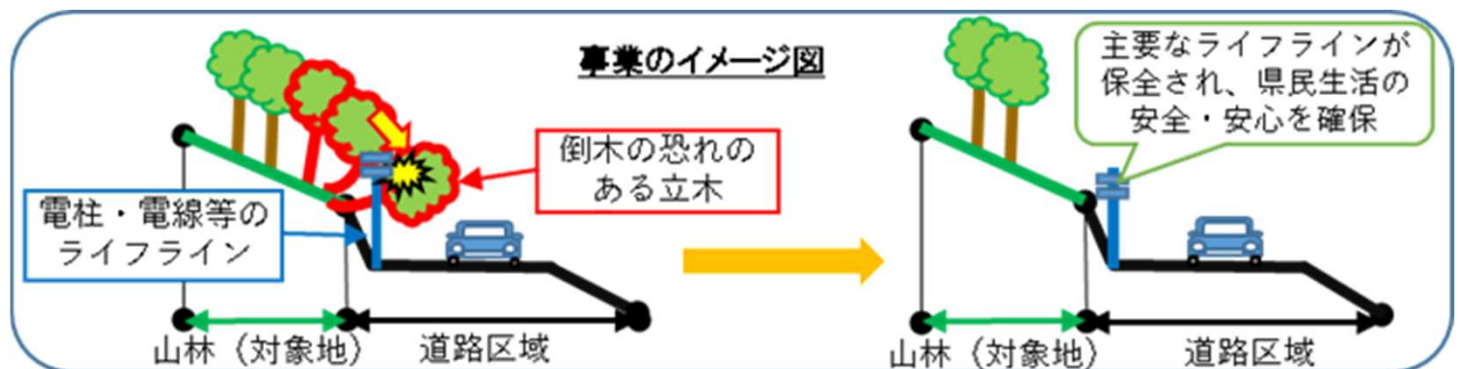 事業のイメージ図
倒木の恐れの
ある立木
電柱・電線等の
ライフライン
山林（対象地）
道路区域
主要なライフラインが
保全され、県民生活の
安全・安心を確保
山林（対象地）
道路区域